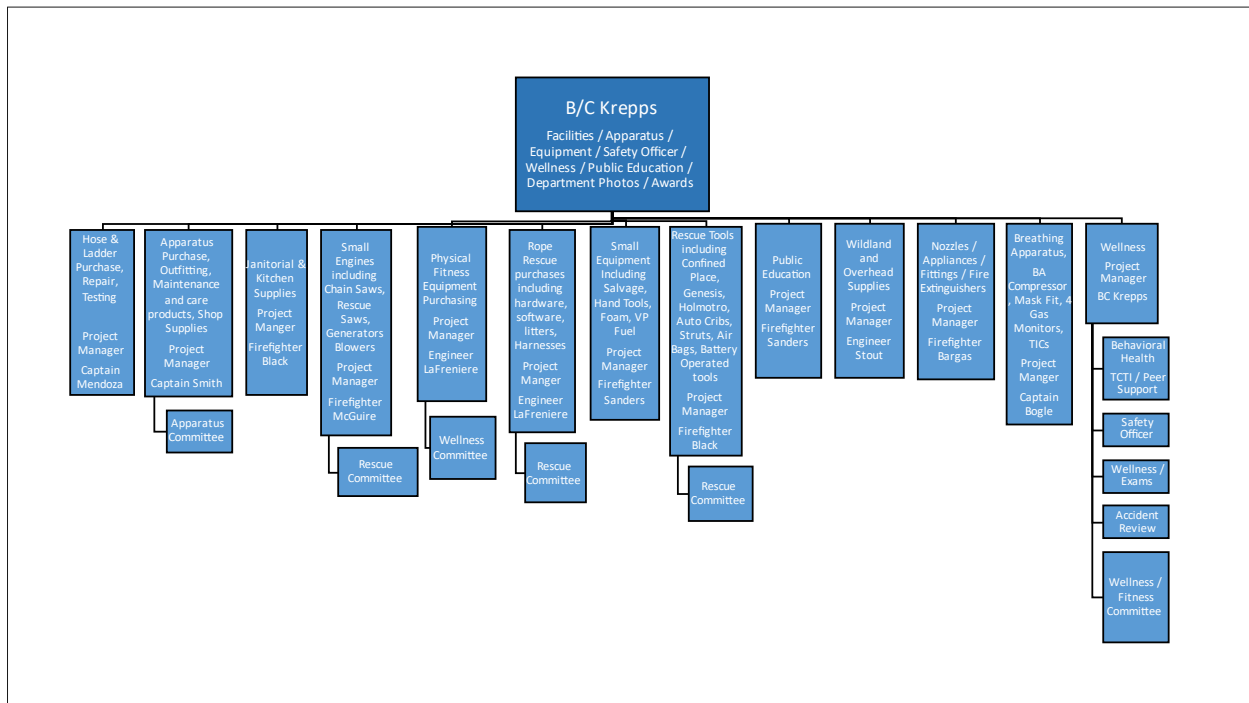 B/C Krepps
Facilities / Apparatus /
Equipment / Safety Officer /
Wellness / Public Education /
Department Photos / Awards
Hose &
Ladder
Purchase,
Repair,
Testing
Project
Manager
Captain
Mendoza
Apparatus
Purchase,
Outfitting,
Maintenance
and care
products, Shop
Supplies
Project
Manager
Captain Smith
Apparatus
Committee
Janitorial &
Kitchen
Supplies
Project
Manger
Firefighter
Black
Small
Engines
including
Chain Saws,
Rescue
Saws,
Generators
Blowers
Project
Manager
Firefighter
McGuire
Rescue
Committee
Physical
Fitness
Equipment
Purchasing
Project
Manager
Engineer
LaFreniere
Wellness
Committee
Rope
Rescue
purchases
including
hardware,
software,
litters,
Harnesses
Project
Manger
Engineer
LaFreniere
Rescue
Committee
Small
Equipment
Including
Salvage,
Hand Tools,
Foam, VP
Fuel
Project
Manager
Firefighter
Sanders
Rescue Tools
including
Confined
Place,
Genesis,
Holmotro,
Auto Cribs,
Struts, Air
Bags, Battery
Operated
tools
Project
Manager
Firefighter
Black
Rescue
Committee
Public
Education
Project
Manager
Firefighter
Sanders
Wildland
and
Overhead
Supplies
Project
Manager
Engineer
Stout
Nozzles /
Appliances /
Fittings / Fire
Extinguishers
Project
Manager
Firefighter
Bargas
Breathing
Apparatus,
BA
Compressor
, Mask Fit, 4
Gas
Monitors,
TICs
Project
Manger
Captain
Bogle
Wellness
Project
Manager
BC Krepps
Behavioral
Health
TCTI / Peer
Support
Safety
Officer
Wellness /
Exams
Accident
Review
Wellness /
Fitness
Committee